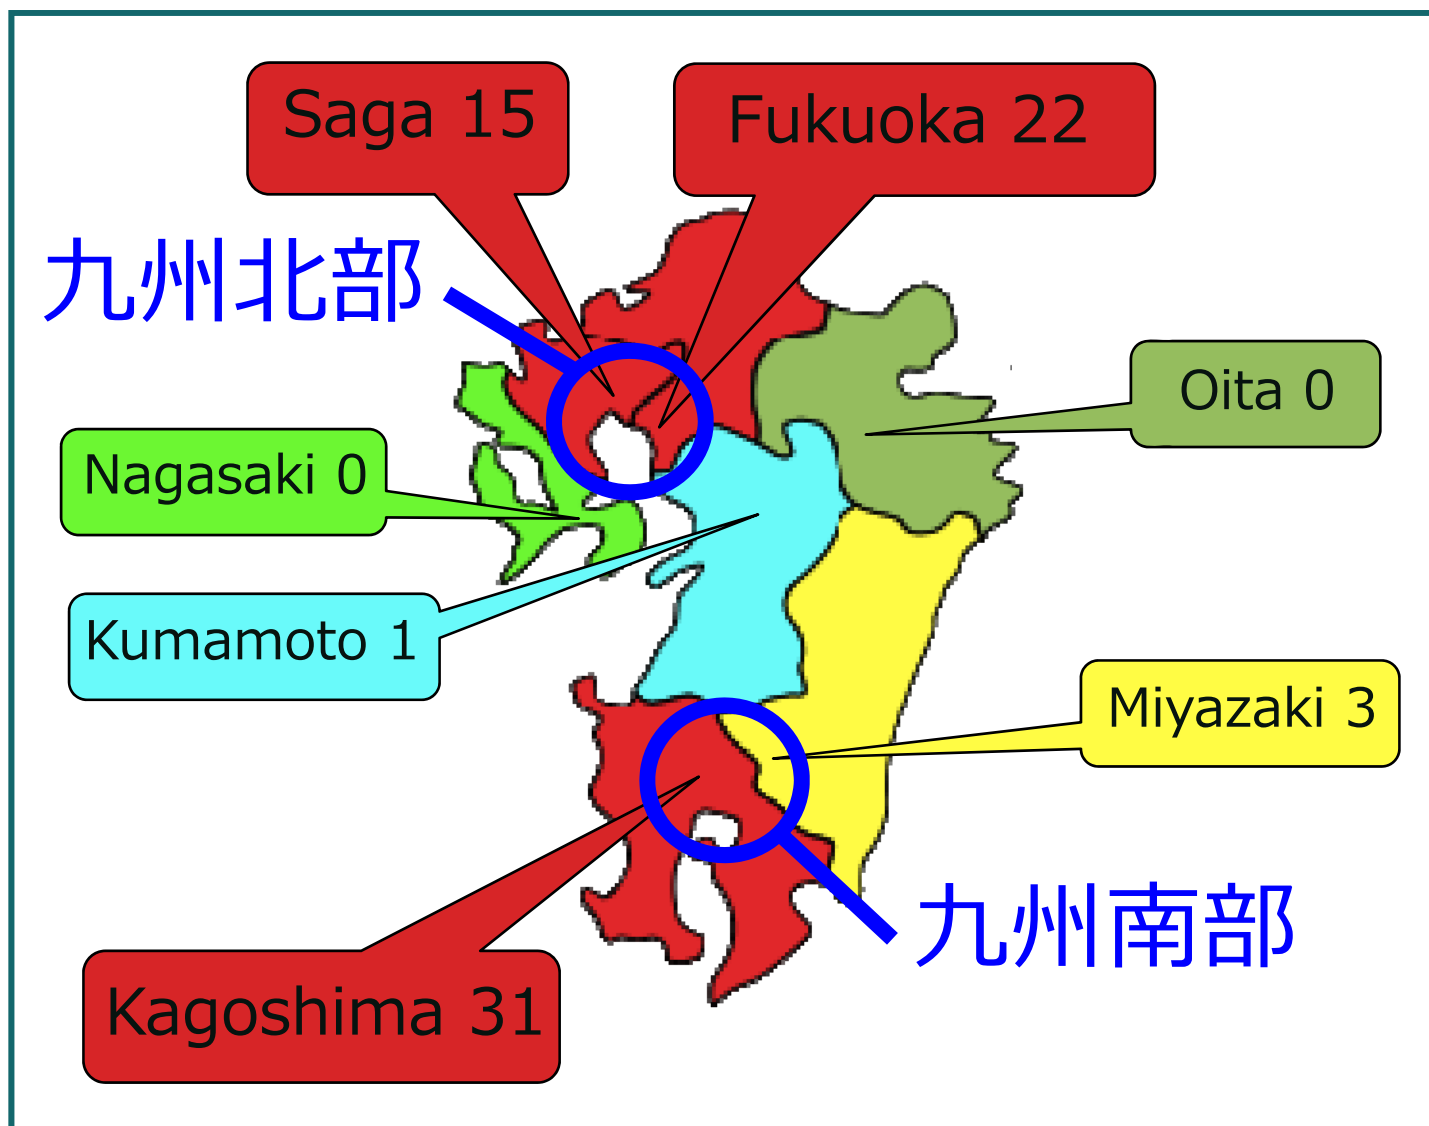 Saga 15
Fukuoka 22
九州北部
Oita 0
Nagasaki 0
Kumamoto 1
Miyazaki 3
九州南部
Kagoshima 31